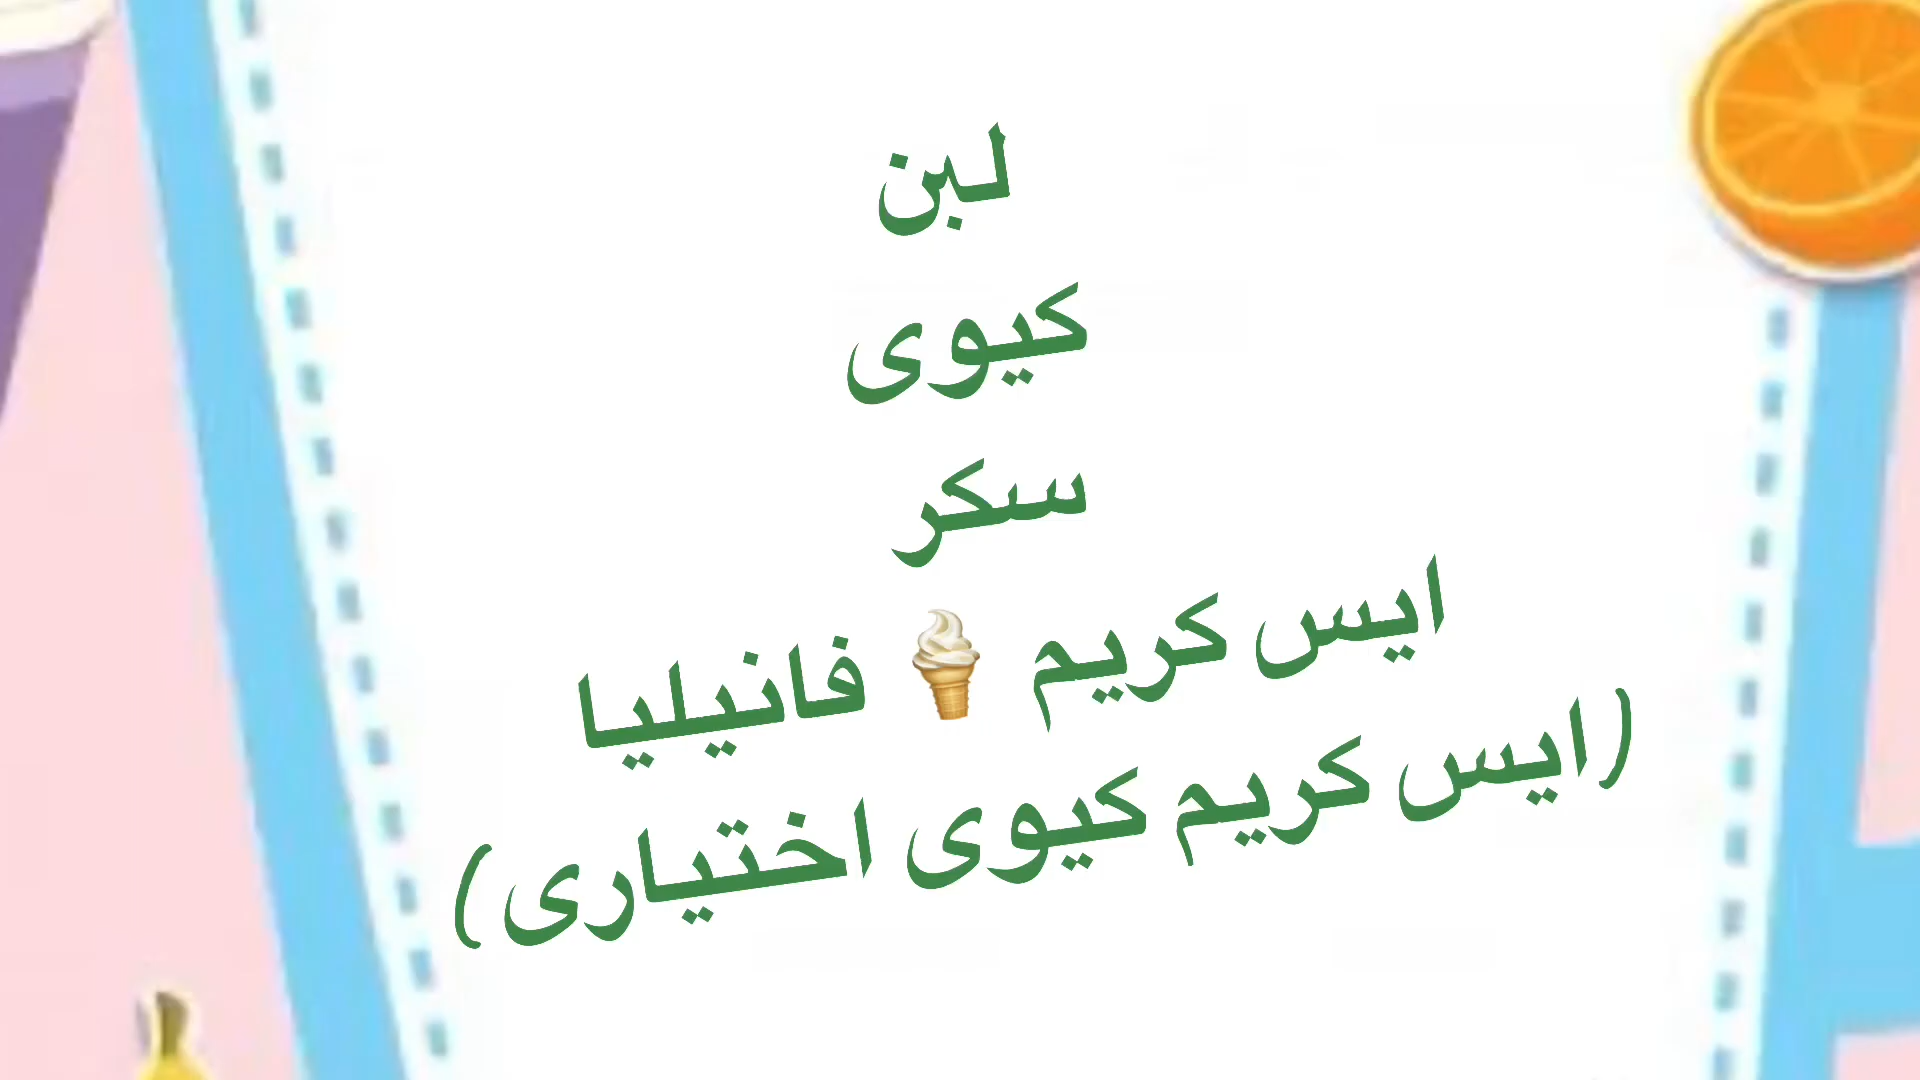 لبن
كيوى
سكر
ايس كريم 🍦 فانيليا
(ايس كريم كيوى اختيارى)